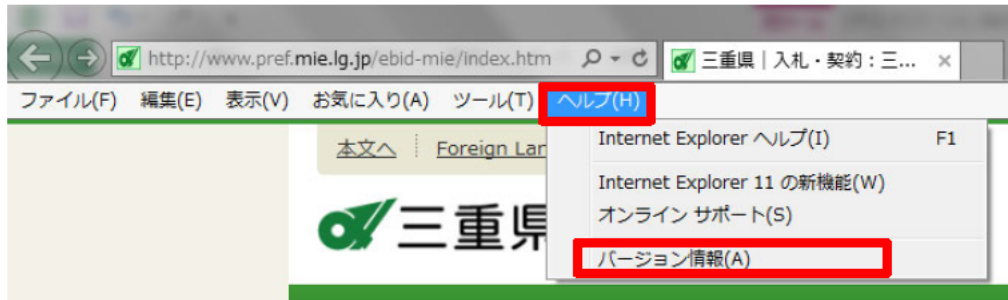 http://www.pref.mie.lg.jp/ebid-mie/index.htm
三重県｜入札・契約：三...
ファイル(F) 編集(E) 表示(V) お気に入り(A) ツール(T) ヘルプ(H)
本文へ Foreign Lan
Internet Explorer ヘルプ(I) F1
Internet Explorer 11 の新機能(W)
オンライン サポート(S)
三重県
バージョン情報(A)